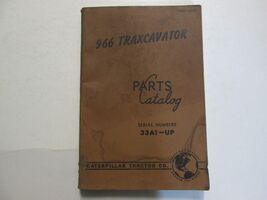 966 TRAXCAVATOR
PARTS
Catalog
SERIAL NUMBERS
33A1-UP
CATERPILLAR TRACTOR CO.